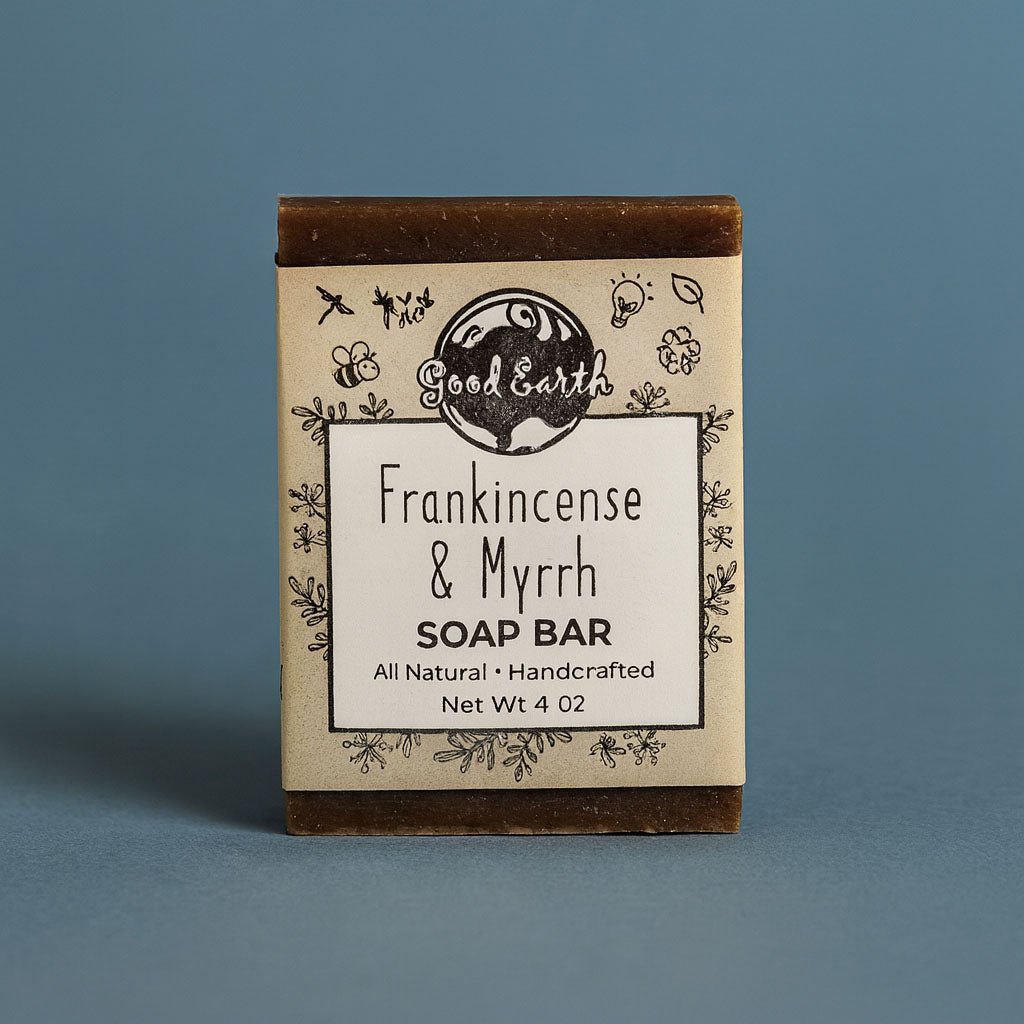 Good Earth
Frankincense
& Myrrh
SOAP BAR
All Natural • Handcrafted
Net Wt 4 02